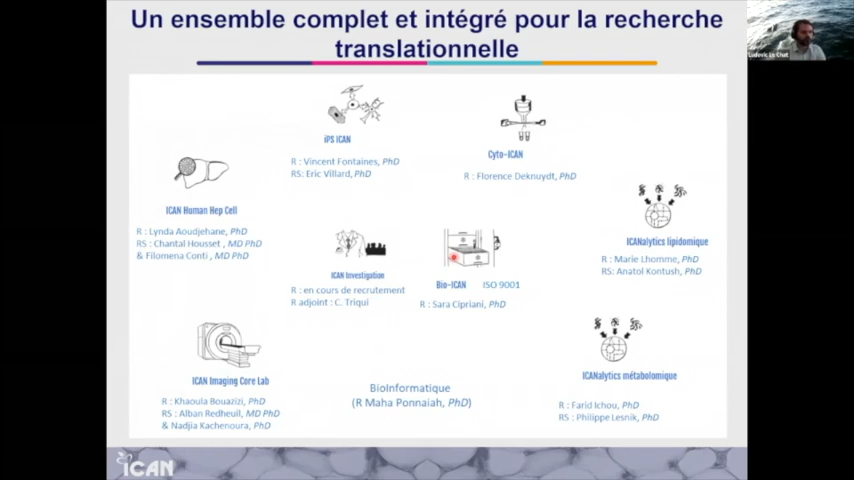 Un ensemble complet et intégré pour la recherche
translationnelle
Ludovic Le Chat
iPS ICAN
R : Vincent Fontaines, PhD
RS: Eric Villard, PhD
Cyto-ICAN
R : Florence Deknuydt, PhD
ICAN Human Hep Cell
R : Lynda Aoudjehane, PhD
RS : Chantal Housset , MD PhD
& Filomena Conti , MD PhD
ICAN Investigation
R : en cours de recrutement
R adjoint : C. Triqui
Bio-ICAN ISO 9001
R : Sara Cipriani, PhD
ICANalytics lipidomique
R : Marie Lhomme, PhD
RS: Anatol Kontush, PhD
ICAN Imaging Core Lab
R : Khaoula Bouazizi, PhD
RS : Alban Redheuil, MD PhD
& Nadjia Kachenoura, PhD
BioInformatique
(R Maha Ponnaiah, PhD)
ICANalytics métabolomique
R : Farid Ichou, PhD
RS : Philippe Lesnik, PhD
iCAN